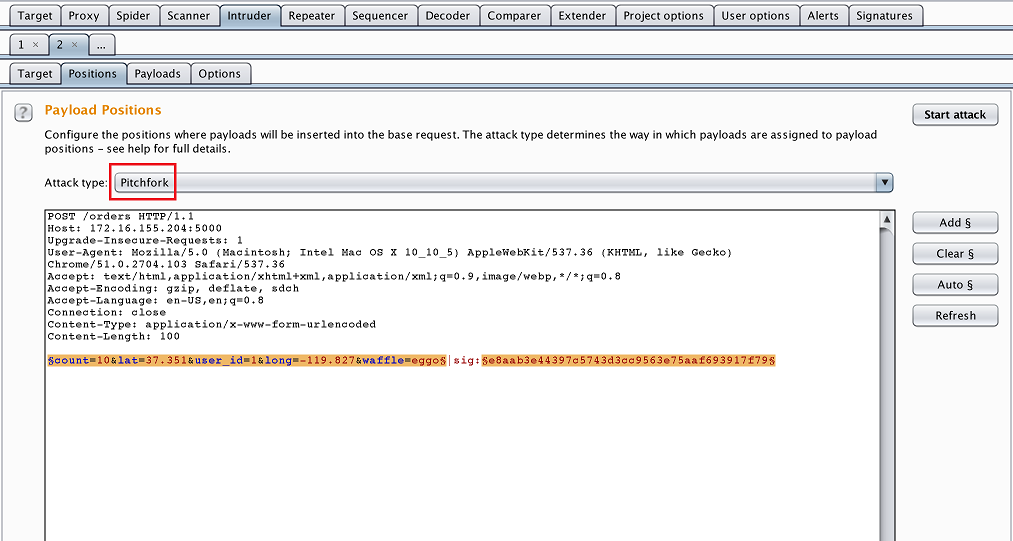 Target Proxy Spider Scanner Intruder Repeater Sequencer Decoder Comparer Extender Project options User options Alerts Signatures
1 × 2 × ...
Target Positions Payloads Options
? Payload Positions
Start attack
Configure the positions where payloads will be inserted into the base request. The attack type determines the way in which payloads are assigned to payload
positions – see help for full details.
Attack type: Pitchfork
POST /orders HTTP/1.1
Host: 172.16.155.204:5000
Upgrade-Insecure-Requests: 1
User-Agent: Mozilla/5.0 (Macintosh; Intel Mac OS X 10_10_5) AppleWebKit/537.36 (KHTML, like Gecko)
Chrome/51.0.2704.103 Safari/537.36
Accept: text/html,application/xhtml+xml,application/xml;q=0.9,image/webp,*/*;q=0.8
Accept-Encoding: gzip, deflate, sdch
Accept-Language: en-US,en;q=0.8
Connection: close
Content-Type: application/x-www-form-urlencoded
Content-Length: 100
§count=10&lat=37.351&user_id=1&long=-119.827&waffle=eggo§|sig:§e8aab3e44397c5743d3cc9563e75aaf693917f79§
Add §
Clear §
Auto §
Refresh